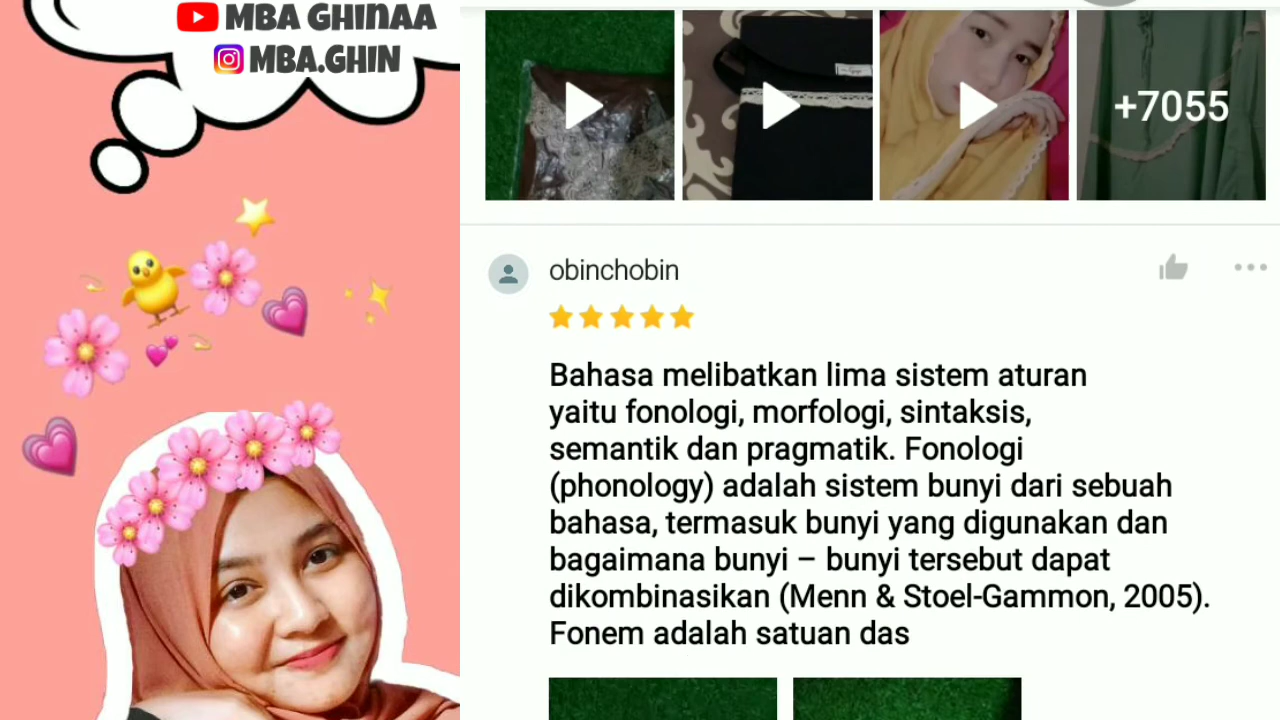 MBA GHINAA
MBA.GHIN
+7055
obinchobin
Bahasa melibatkan lima sistem aturan
yaitu fonologi, morfologi, sintaksis,
semantik dan pragmatik. Fonologi
(phonology) adalah sistem bunyi dari sebuah
bahasa, termasuk bunyi yang digunakan dan
bagaimana bunyi – bunyi tersebut dapat
dikombinasikan (Menn & Stoel-Gammon, 2005).
Fonem adalah satuan das